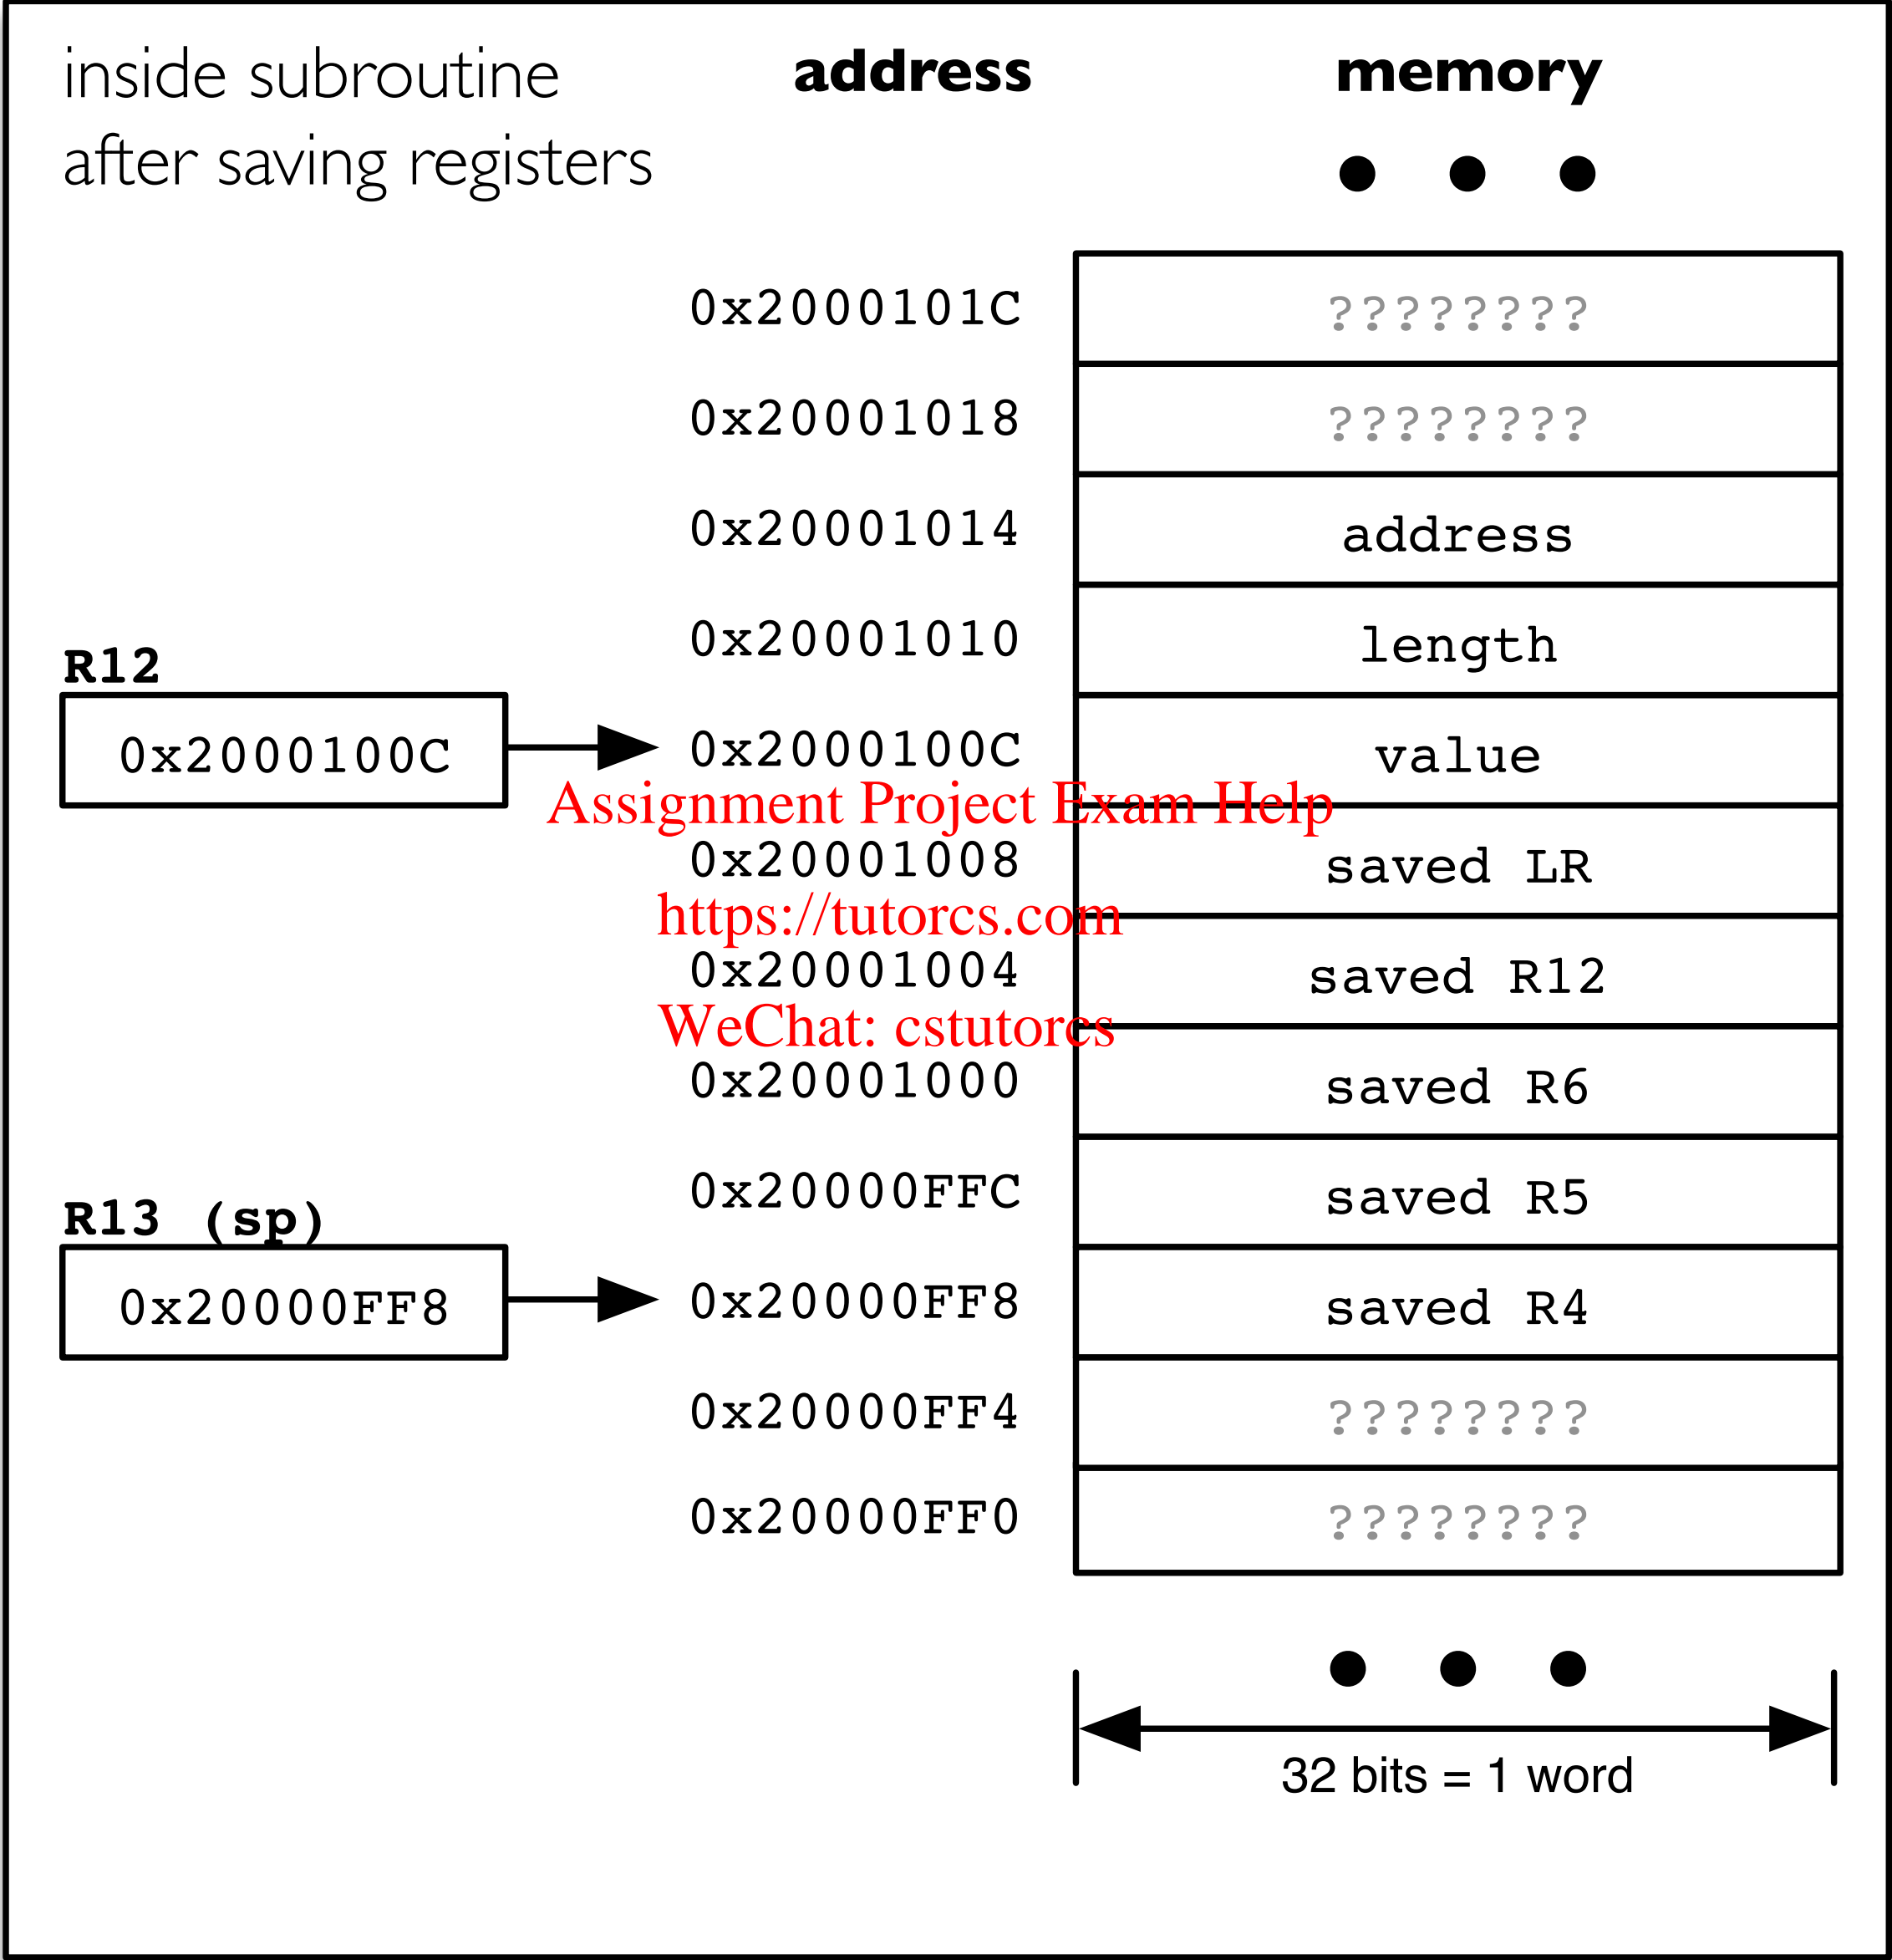 inside subroutine
after saving registers
address memory
0x2000101C ????????
0x20001018 ????????
0x20001014 address
0x20001010 length
R12
0x2000100C 0x2000100C value
Assignment Project Exam Help
0x20001008 saved LR
https://tutorcs.com
0x20001004 saved R12
WeChat: cstutorcs
0x20001000 saved R6
0x20000FFC saved R5
R13 (sp)
0x20000FF8 0x20000FF8 saved R4
0x20000FF4 ????????
0x20000FF0 ????????
32 bits = 1 word